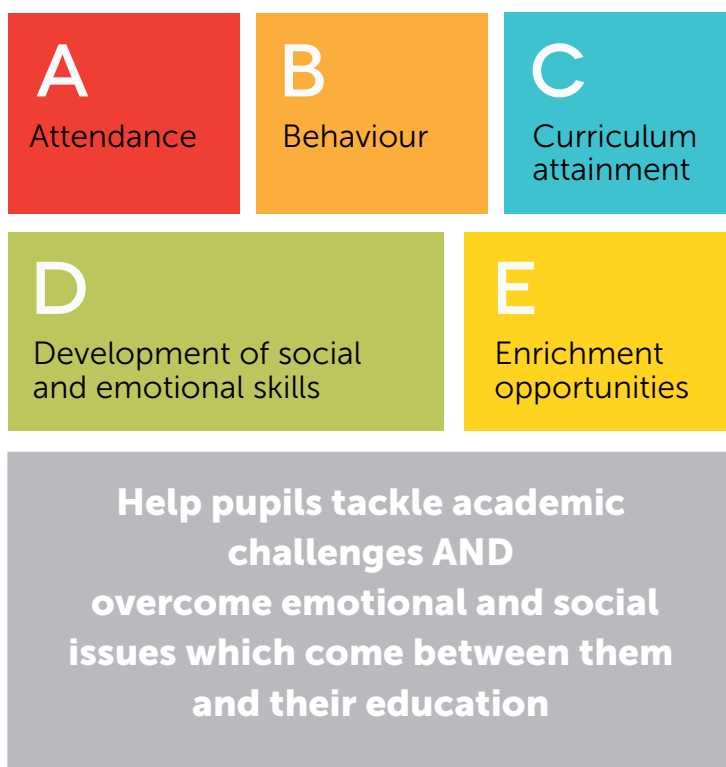 A
Attendance
B
Behaviour
C
Curriculum
attainment
D
Development of social
and emotional skills
E
Enrichment
opportunities
Help pupils tackle academic
challenges AND
overcome emotional and social
issues which come between them
and their education